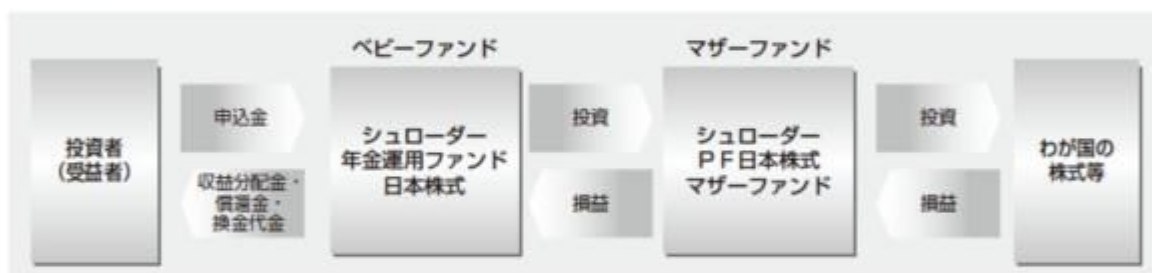 ベビーファンド
マザーファンド
投資者
(受益者)
申込金
収益分配金・
償還金・
換金代金
シュローダー
年金運用ファンド
日本株式
投資
損益
シュローダー
PF日本株式
マザーファンド
投資
損益
わが国の
株式等